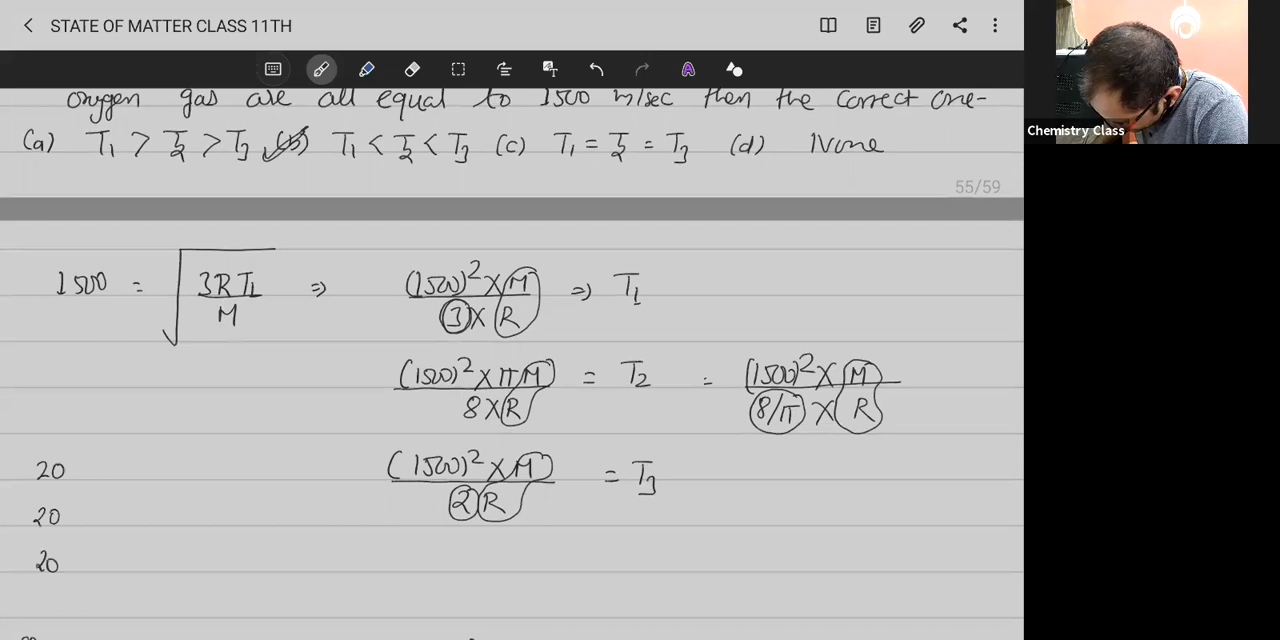 STATE OF MATTER CLASS 11TH
Chemistry Class
oxygen gas are all equal to 1500 m/sec then the correct one-
(a) T₁ > T₂ > T₃ (b) T₁ < T₂ < T₃ (c) T₁ = T₂ = T₃ (d) None
55/59
1500 = √(3RT₁/M) ⇒ (1500)² × M / 3 × R ⇒ T₁
(1500)² × π M / 8 × R = T₂ = (1500)² × M / (8/π) × R
(1500)² × M / 2 R = T₃
20
20
20